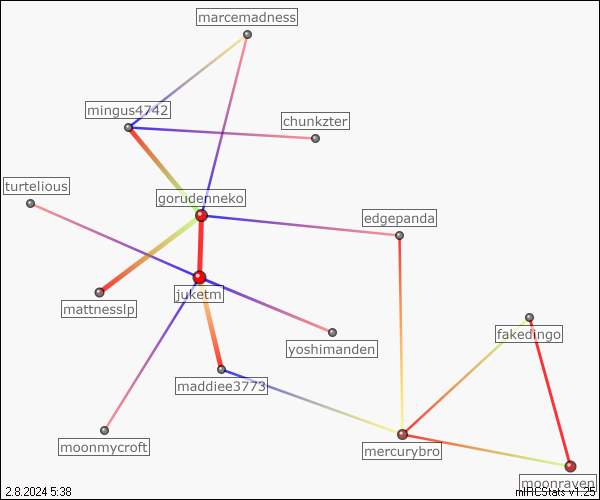 marcemadness
mingus4742
chunkzter
turtelious
gorudenneko
edgepanda
juketm
mattnesslp
fakedingo
yoshimanden
maddiee3773
moonmycroft
mercurybro
moonraven
2.8.2024 5:38
mIRCStats v1.25